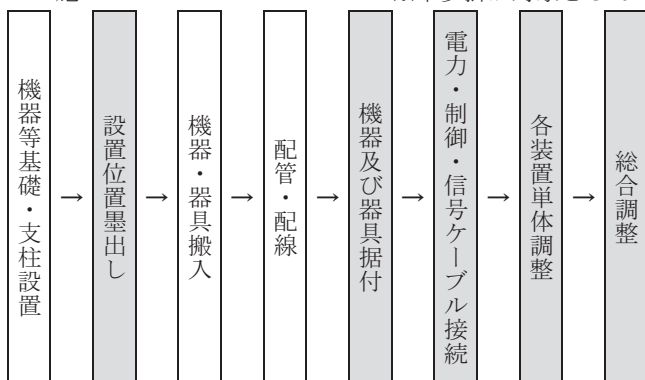 機器等基礎・支柱設置
→
設置位置墨出し
→
機器・器具搬入
→
配管・配線
→
機器及び器具据付
→
電力・制御・信号ケーブル接続
→
各装置単体調整
→
総合調整